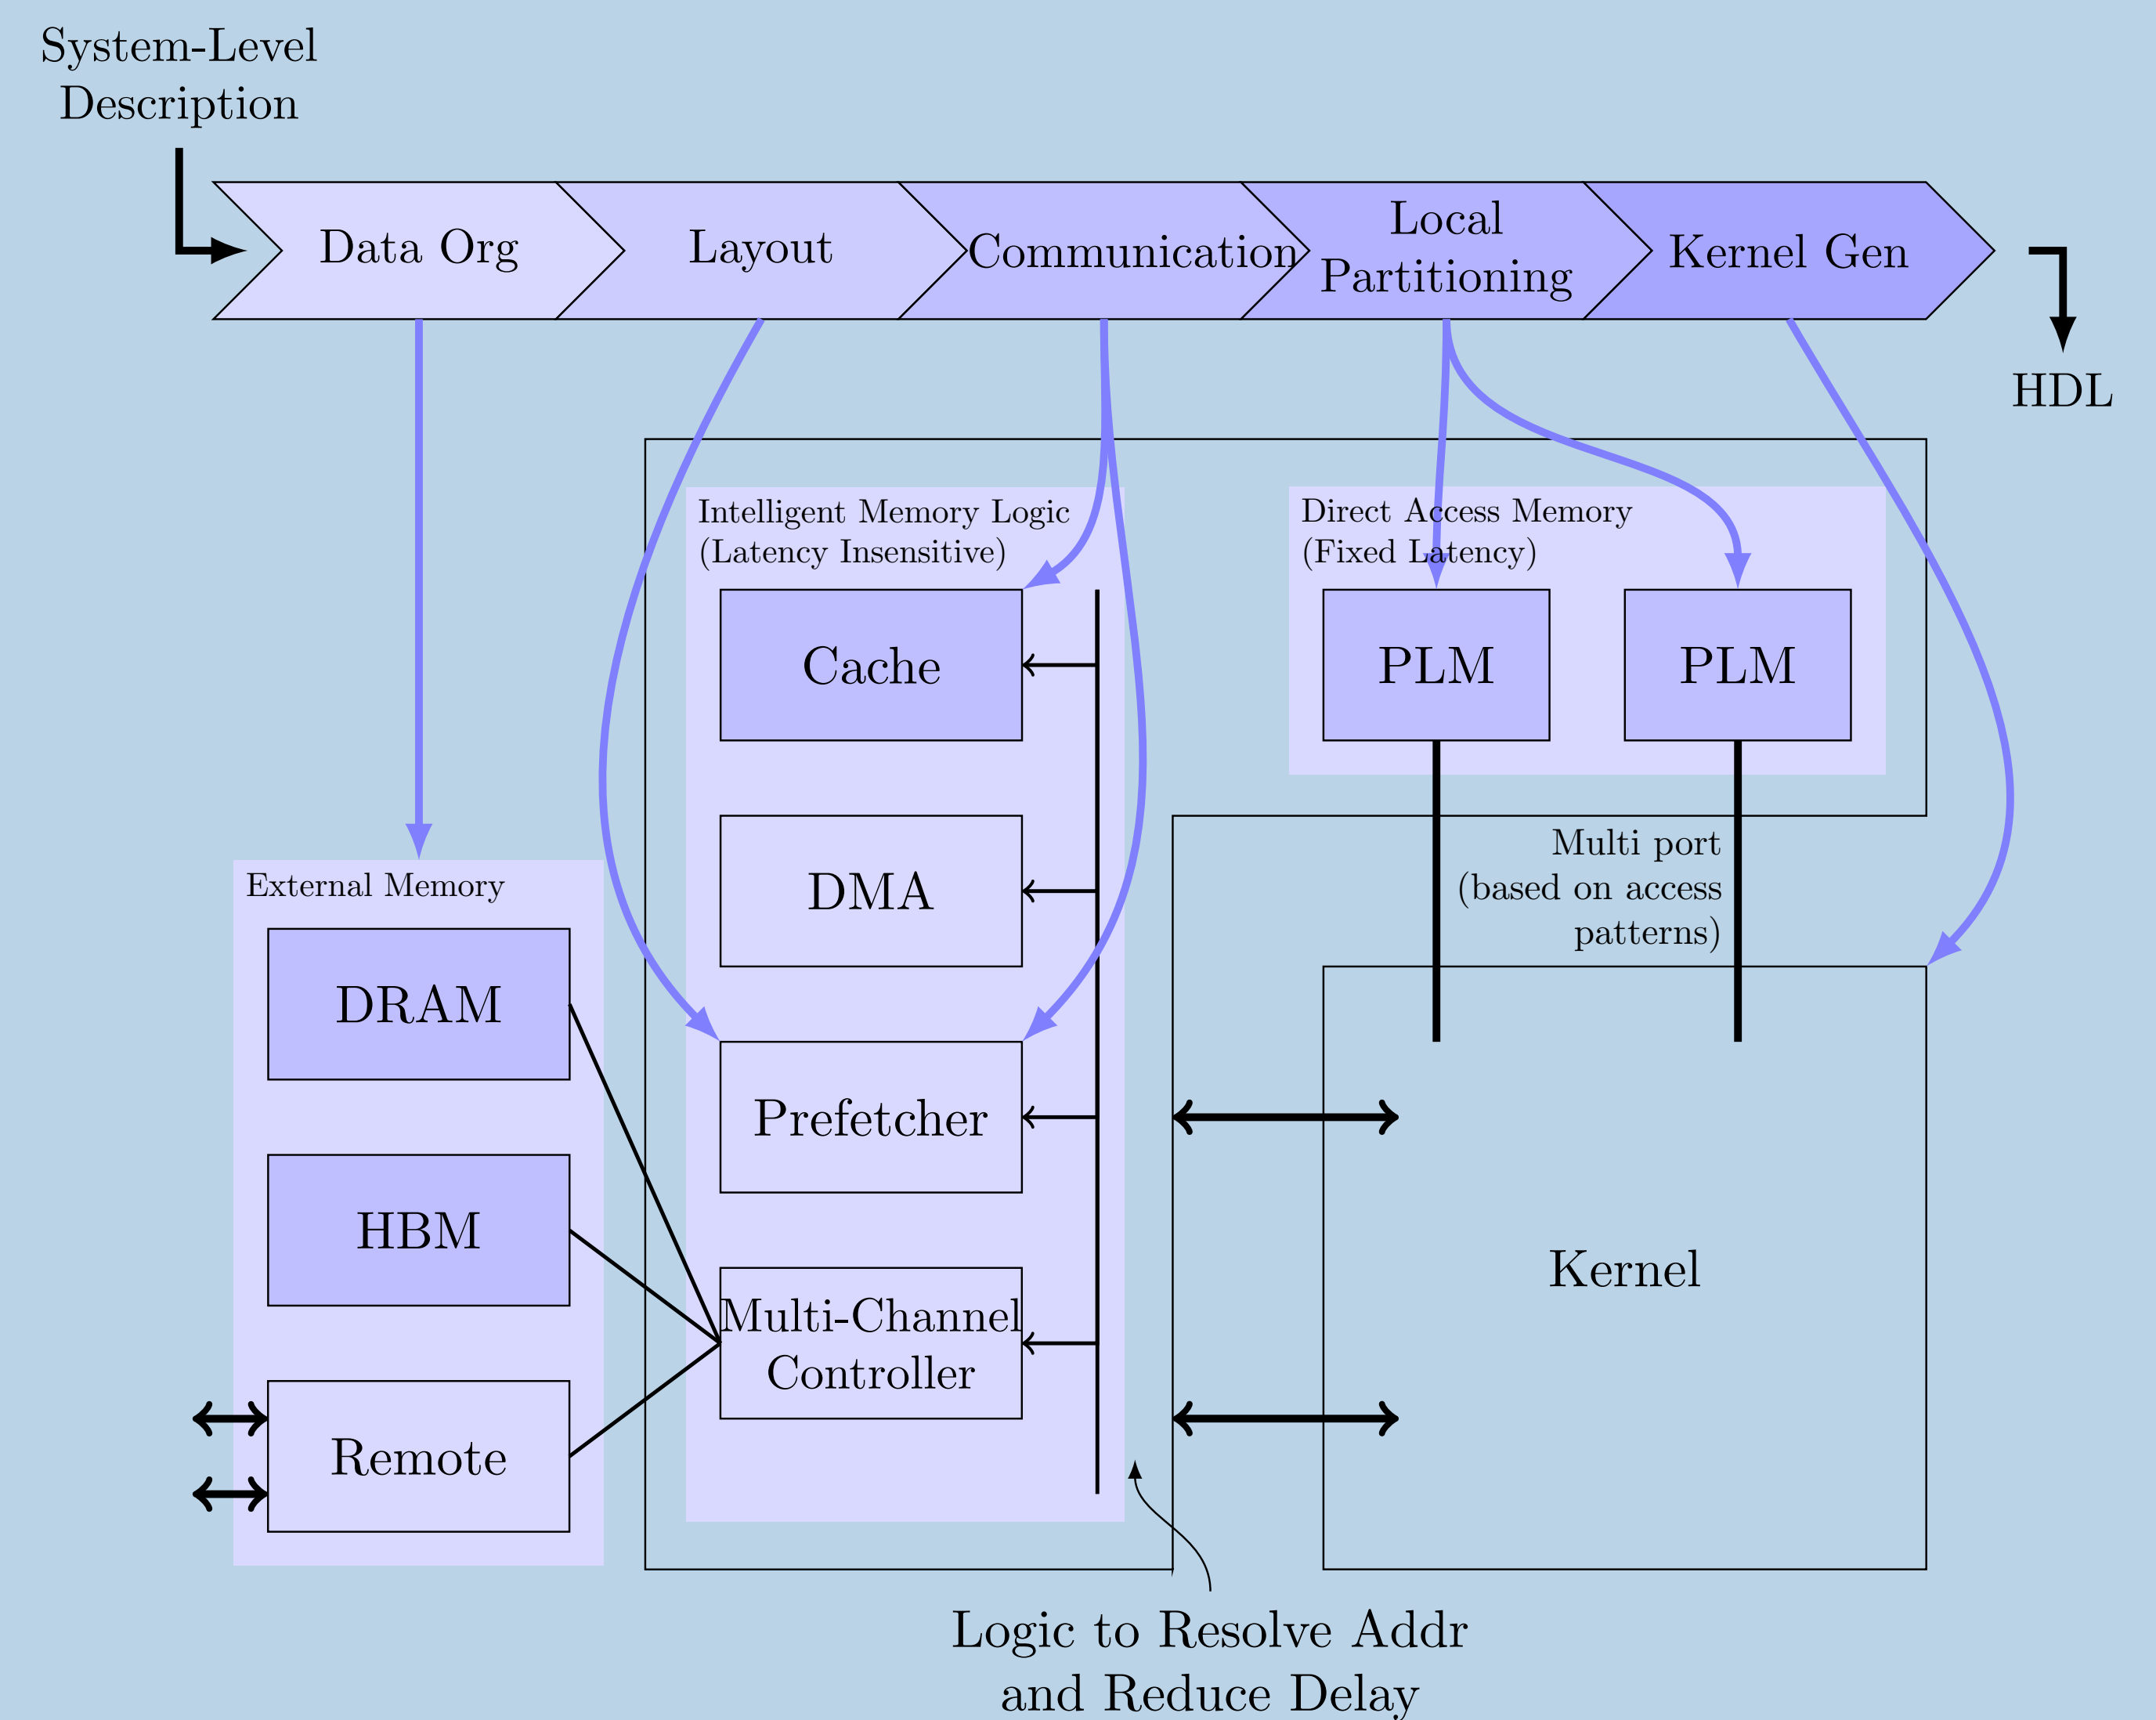 System-Level
Description
Data Org
Layout
Communication
Local
Partitioning
Kernel Gen
HDL
Intelligent Memory Logic
(Latency Insensitive)
Direct Access Memory
(Fixed Latency)
Cache
PLM
PLM
DMA
Multi port
(based on access
patterns)
External Memory
DRAM
Prefetcher
HBM
Kernel
Multi-Channel
Controller
Remote
Logic to Resolve Addr
and Reduce Delay